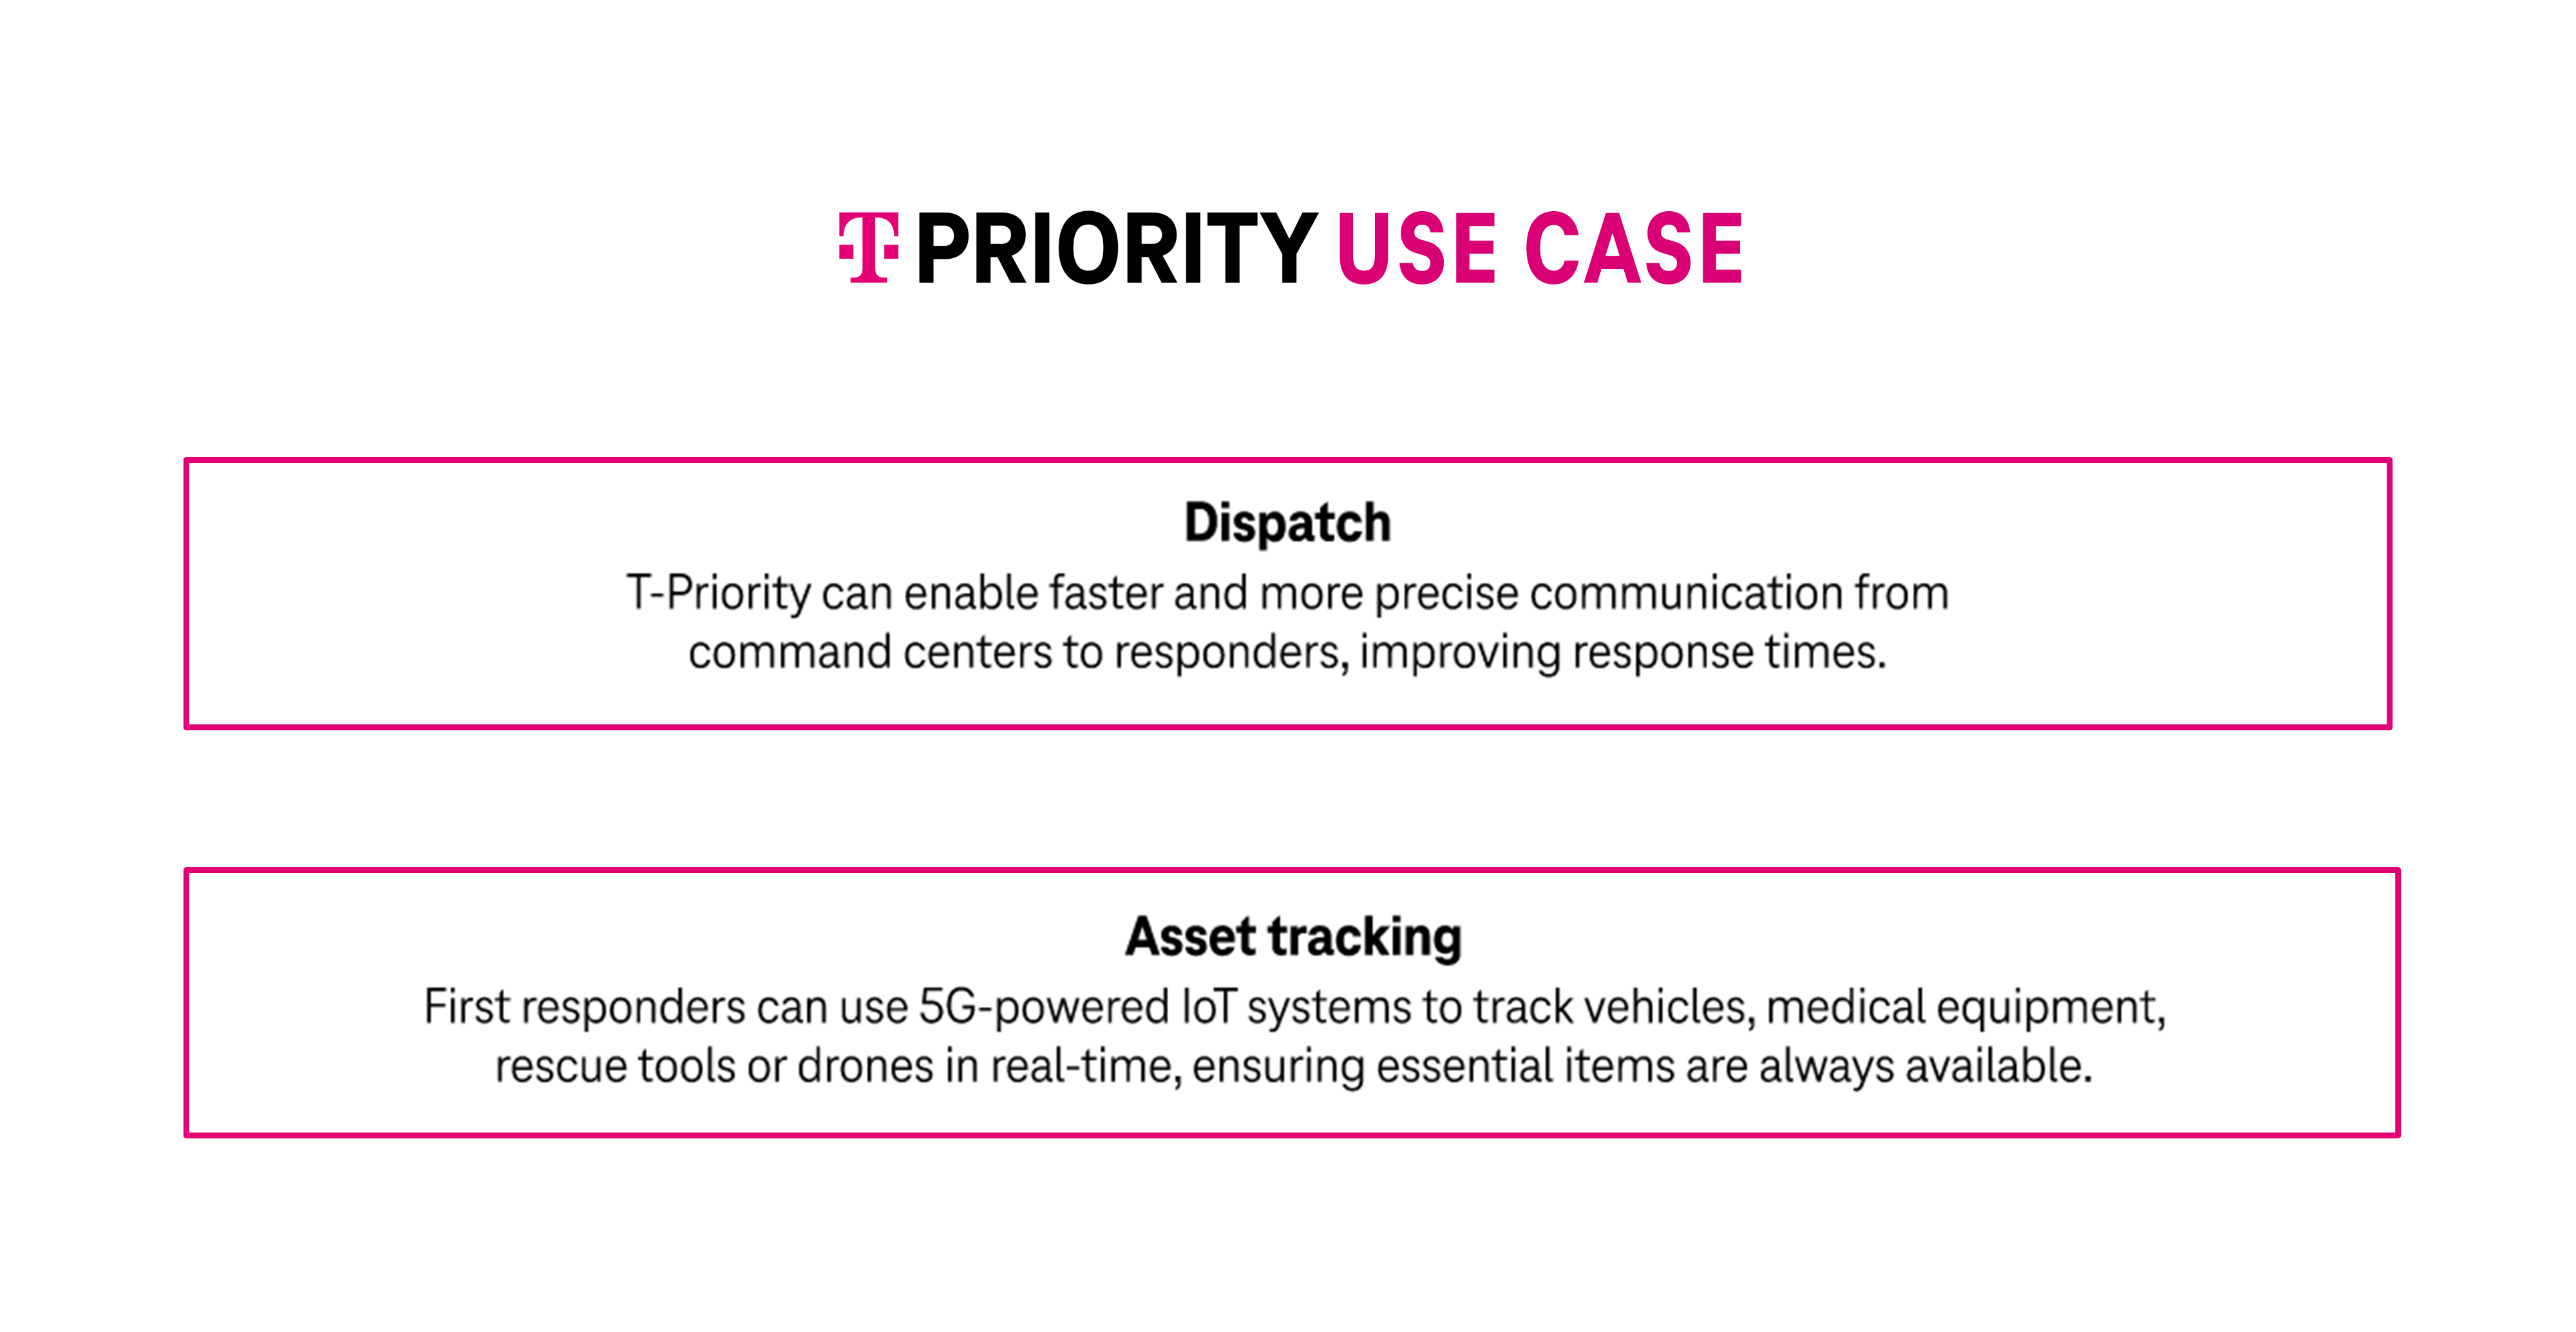 T PRIORITY USE CASE
Dispatch
T-Priority can enable faster and more precise communication from
command centers to responders, improving response times.
Asset tracking
First responders can use 5G-powered IoT systems to track vehicles, medical equipment,
rescue tools or drones in real-time, ensuring essential items are always available.